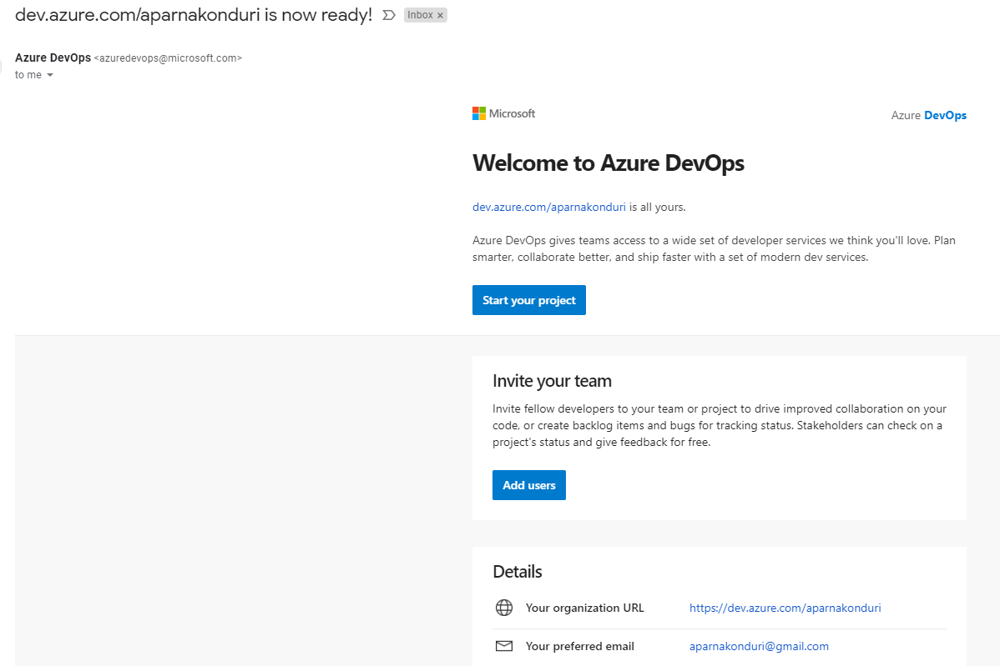 dev.azure.com/aparnakonduri is now ready!
Inbox ×
Azure DevOps <azuredevops@microsoft.com>
to me
Microsoft
Azure DevOps
Welcome to Azure DevOps
dev.azure.com/aparnakonduri is all yours.
Azure DevOps gives teams access to a wide set of developer services we think you'll love. Plan
smarter, collaborate better, and ship faster with a set of modern dev services.
Start your project
Invite your team
Invite fellow developers to your team or project to drive improved collaboration on your
code, or create backlog items and bugs for tracking status. Stakeholders can check on a
project's status and give feedback for free.
Add users
Details
Your organization URL https://dev.azure.com/aparnakonduri
Your preferred email aparnakonduri@gmail.com